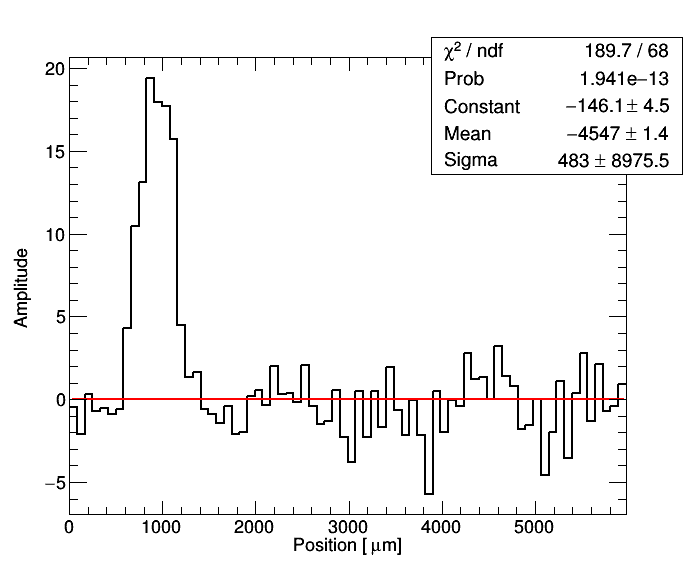 χ² / ndf 189.7 / 68
Prob 1.941e−13
Constant −146.1 ± 4.5
Mean −4547 ± 1.4
Sigma 483 ± 8975.5
20
15
10
5
0
−5
Amplitude
0 1000 2000 3000 4000 5000
Position [ μm]